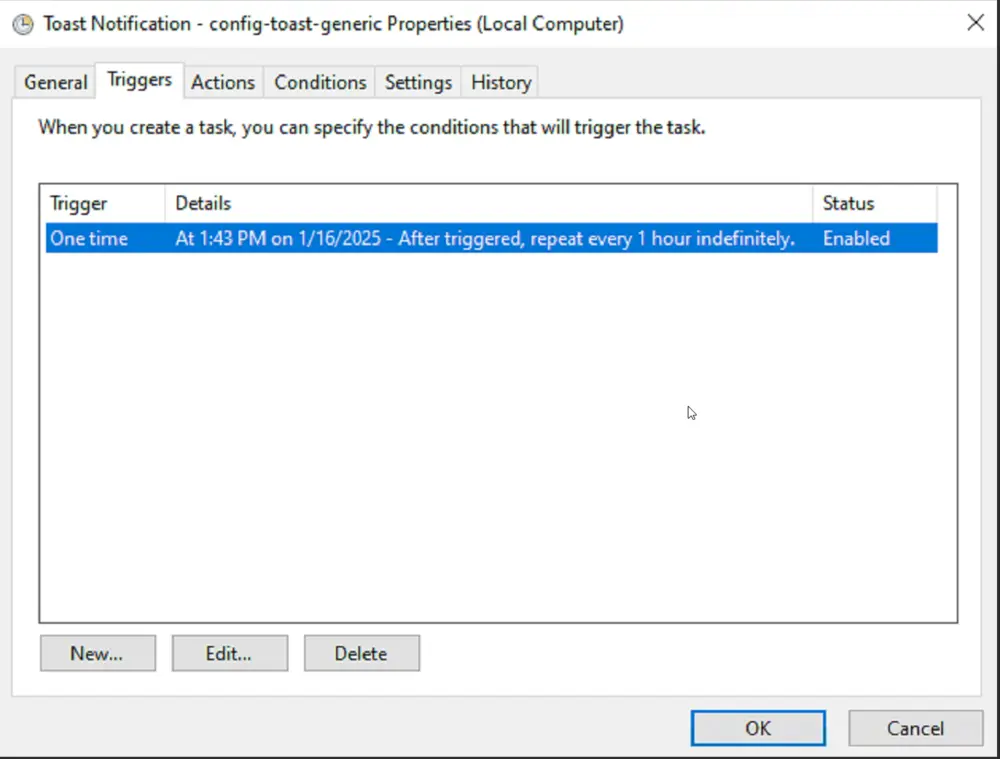 Toast Notification - config-toast-generic Properties (Local Computer)
General Triggers Actions Conditions Settings History
When you create a task, you can specify the conditions that will trigger the task.
Trigger Details Status
One time At 1:43 PM on 1/16/2025 - After triggered, repeat every 1 hour indefinitely. Enabled
New... Edit... Delete
OK Cancel